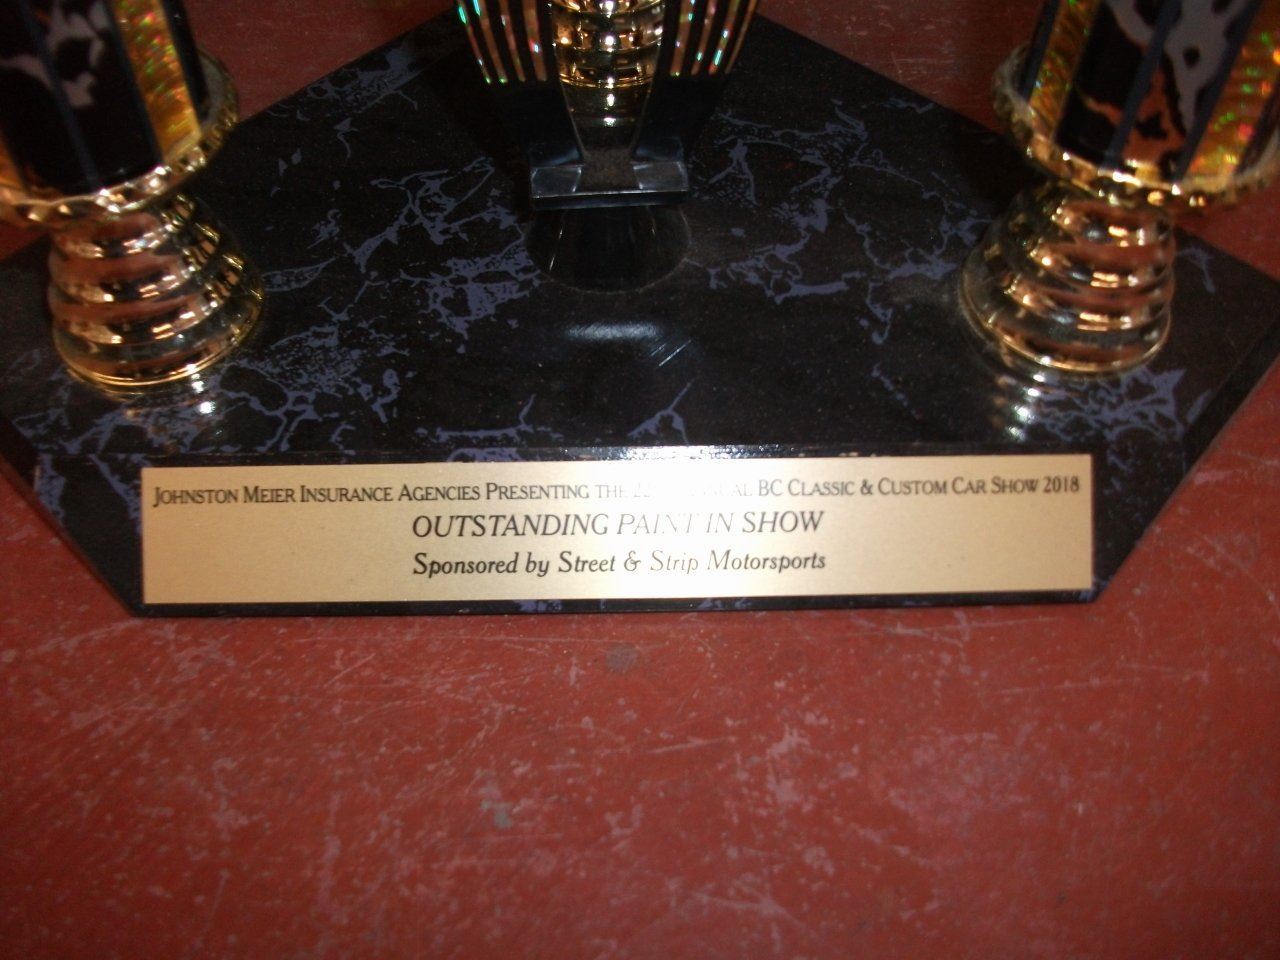 JOHNSTON MEIER INSURANCE AGENCIES PRESENTING THE BC CLASSIC & CUSTOM CAR SHOW 2018
OUTSTANDING PAINT IN SHOW
Sponsored by Street & Strip Motorsports